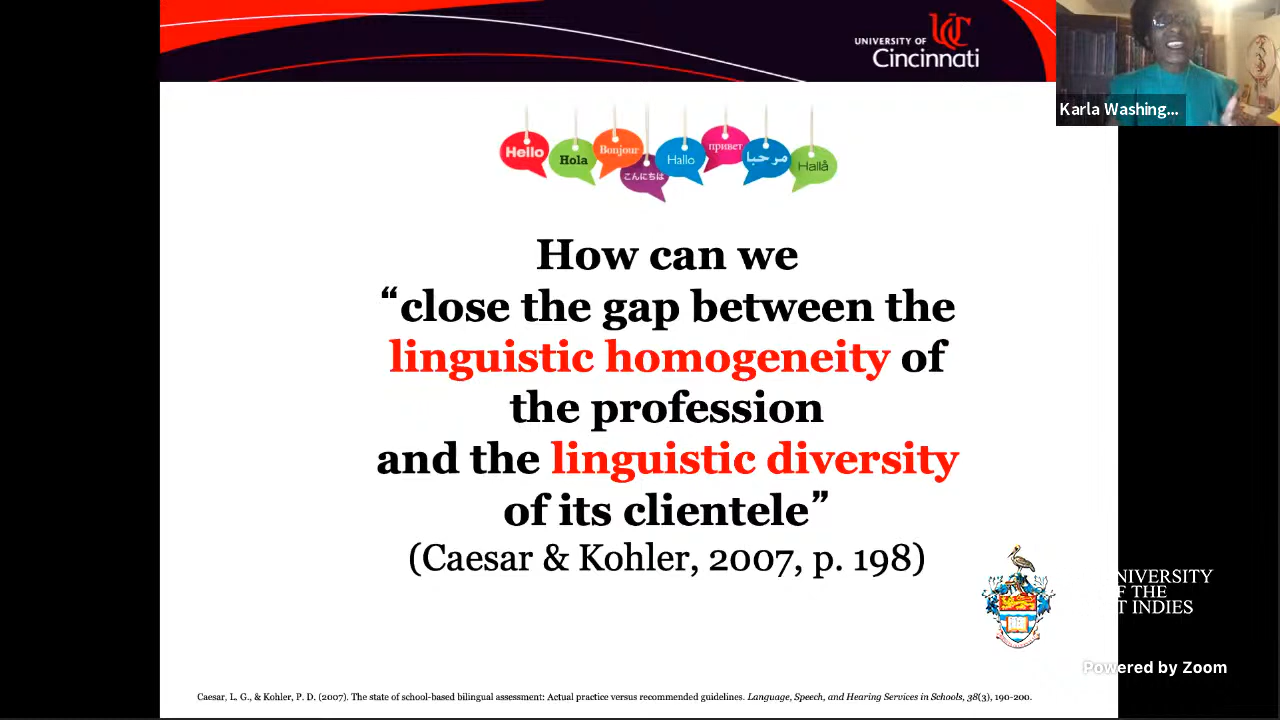 UNIVERSITY OF
Cincinnati
Karla Washing...
Hello
Hola
Bonjour
こんにちは
Hallo
привет
مرحبا
Hallå
How can we
“close the gap between the
linguistic homogeneity of
the profession
and the linguistic diversity
of its clientele”
(Caesar & Kohler, 2007, p. 198)
NIVERSITY
F THE
T INDIES
Powered by Zoom
Caesar, L. G., & Kohler, P. D. (2007). The state of school-based bilingual assessment: Actual practice versus recommended guidelines. Language, Speech, and Hearing Services in Schools, 38(3), 190-200.